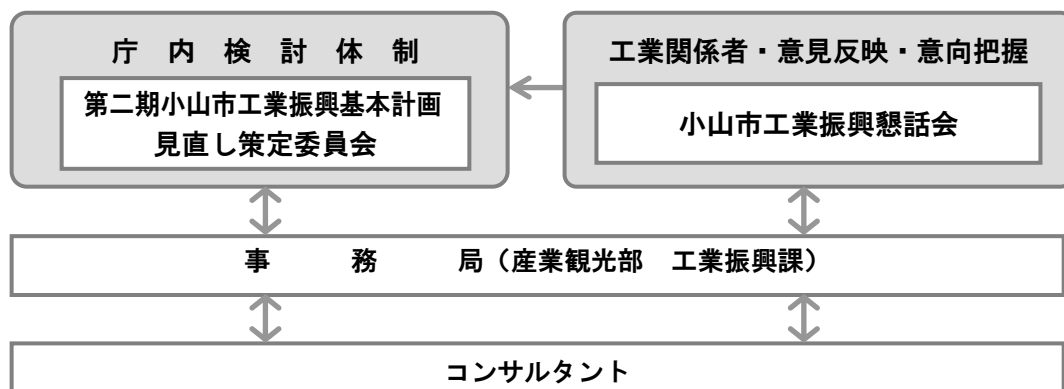 庁内検討体制
第二期小山市工業振興基本計画
見直し策定委員会
工業関係者・意見反映・意向把握
小山市工業振興懇話会
事務局（産業観光部　工業振興課）
コンサルタント